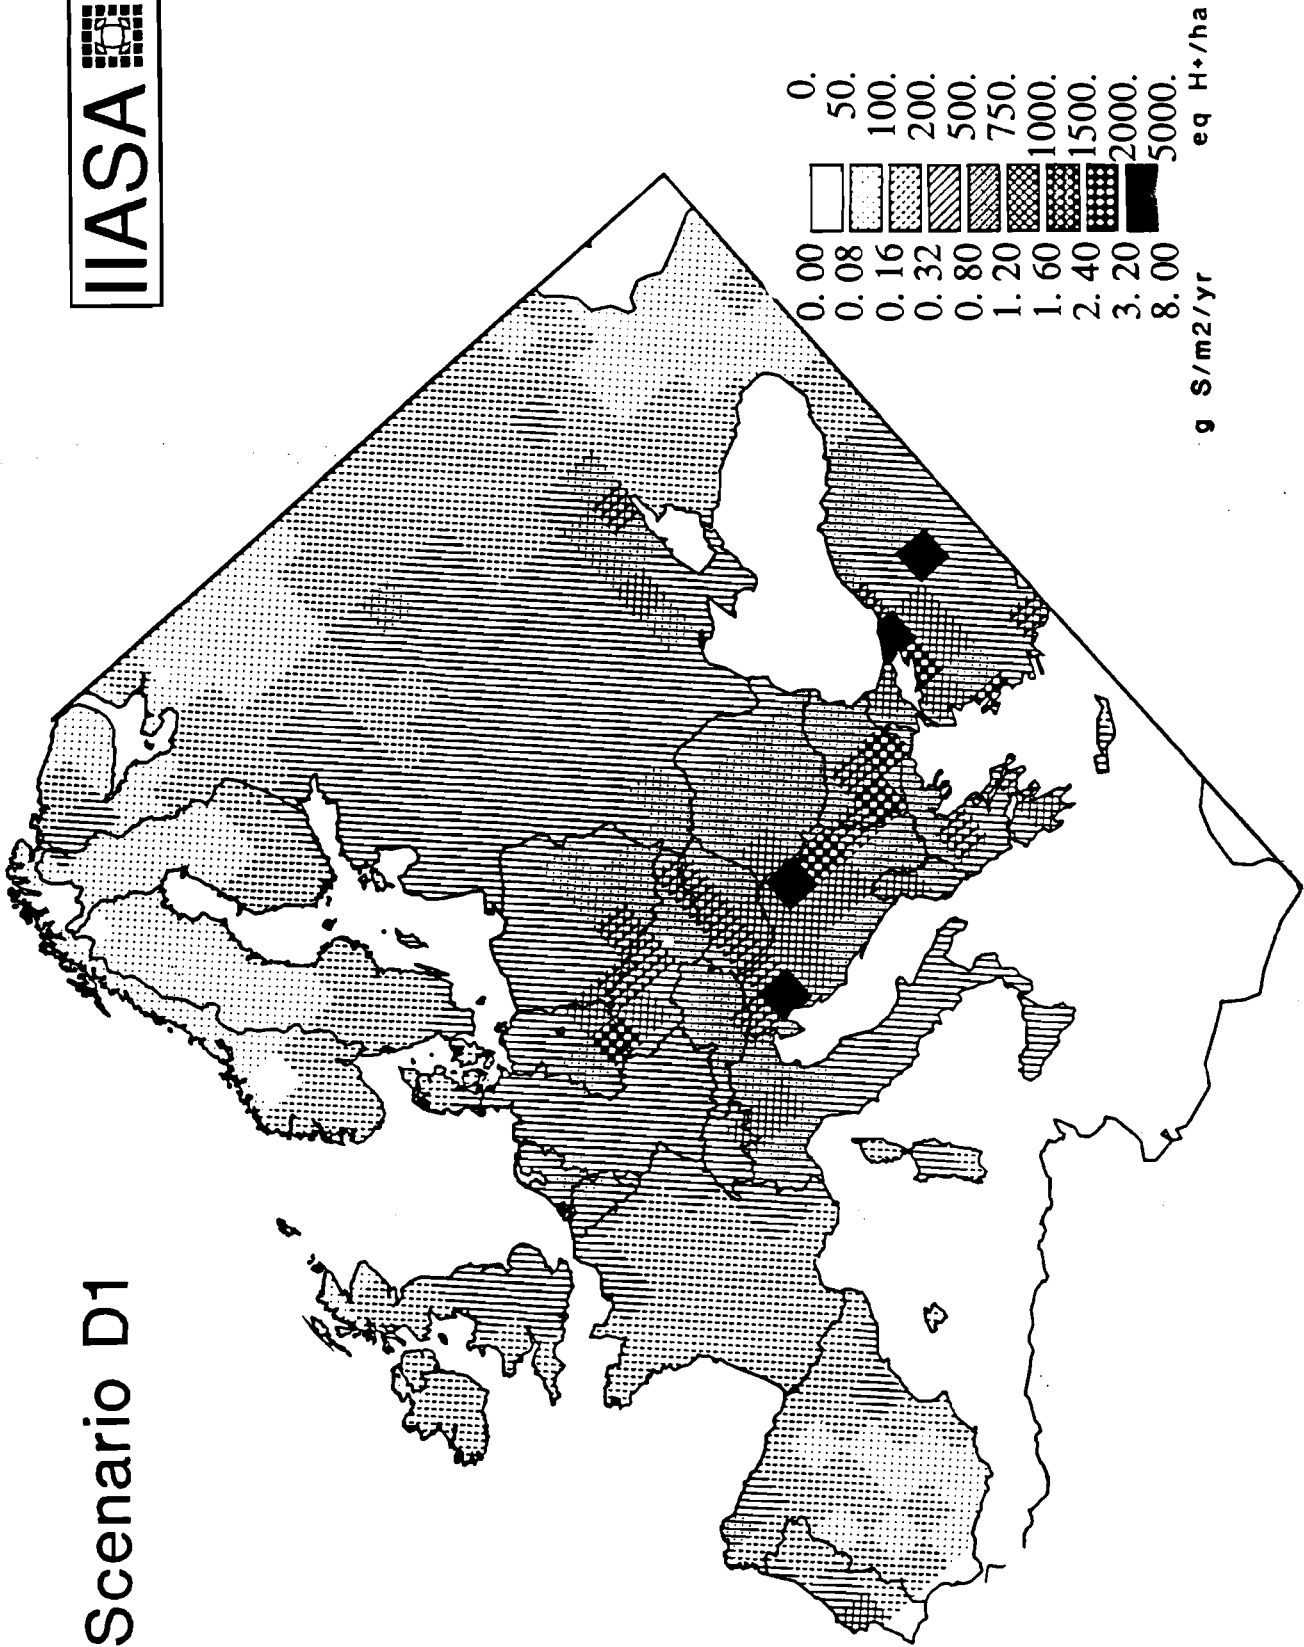 Scenario D1
IIASA
0. 00 0.
0. 08 50.
0. 16 100.
0. 32 200.
0. 80 500.
1. 20 750.
1. 60 1000.
2. 40 1500.
3. 20 2000.
8. 00 5000.
g S/m2/yr eq H+/ha